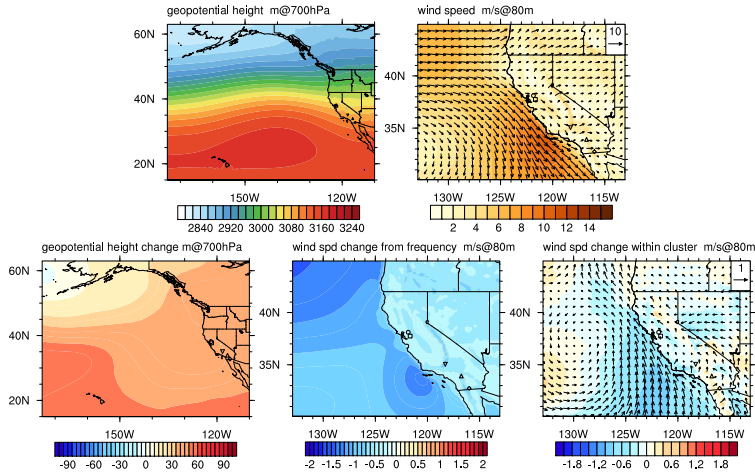 geopotential height  m@700hPa
wind speed  m/s@80m
60N
40N
20N
150W
120W
2840 2920 3000 3080 3160 3240
10
40N
35N
130W
125W
120W
115W
2 4 6 8 10 12 14
geopotential height change m@700hPa
wind spd change from frequency  m/s@80m
wind spd change within cluster  m/s@80m
60N
40N
20N
150W
120W
-90 -60 -30 0 30 60 90
40N
35N
130W
125W
120W
115W
-2 -1.5 -1 -0.5 0 0.5 1 1.5 2
1
40N
35N
130W
125W
120W
115W
-1.8 -1.2 -0.6 0 0.6 1.2 1.8